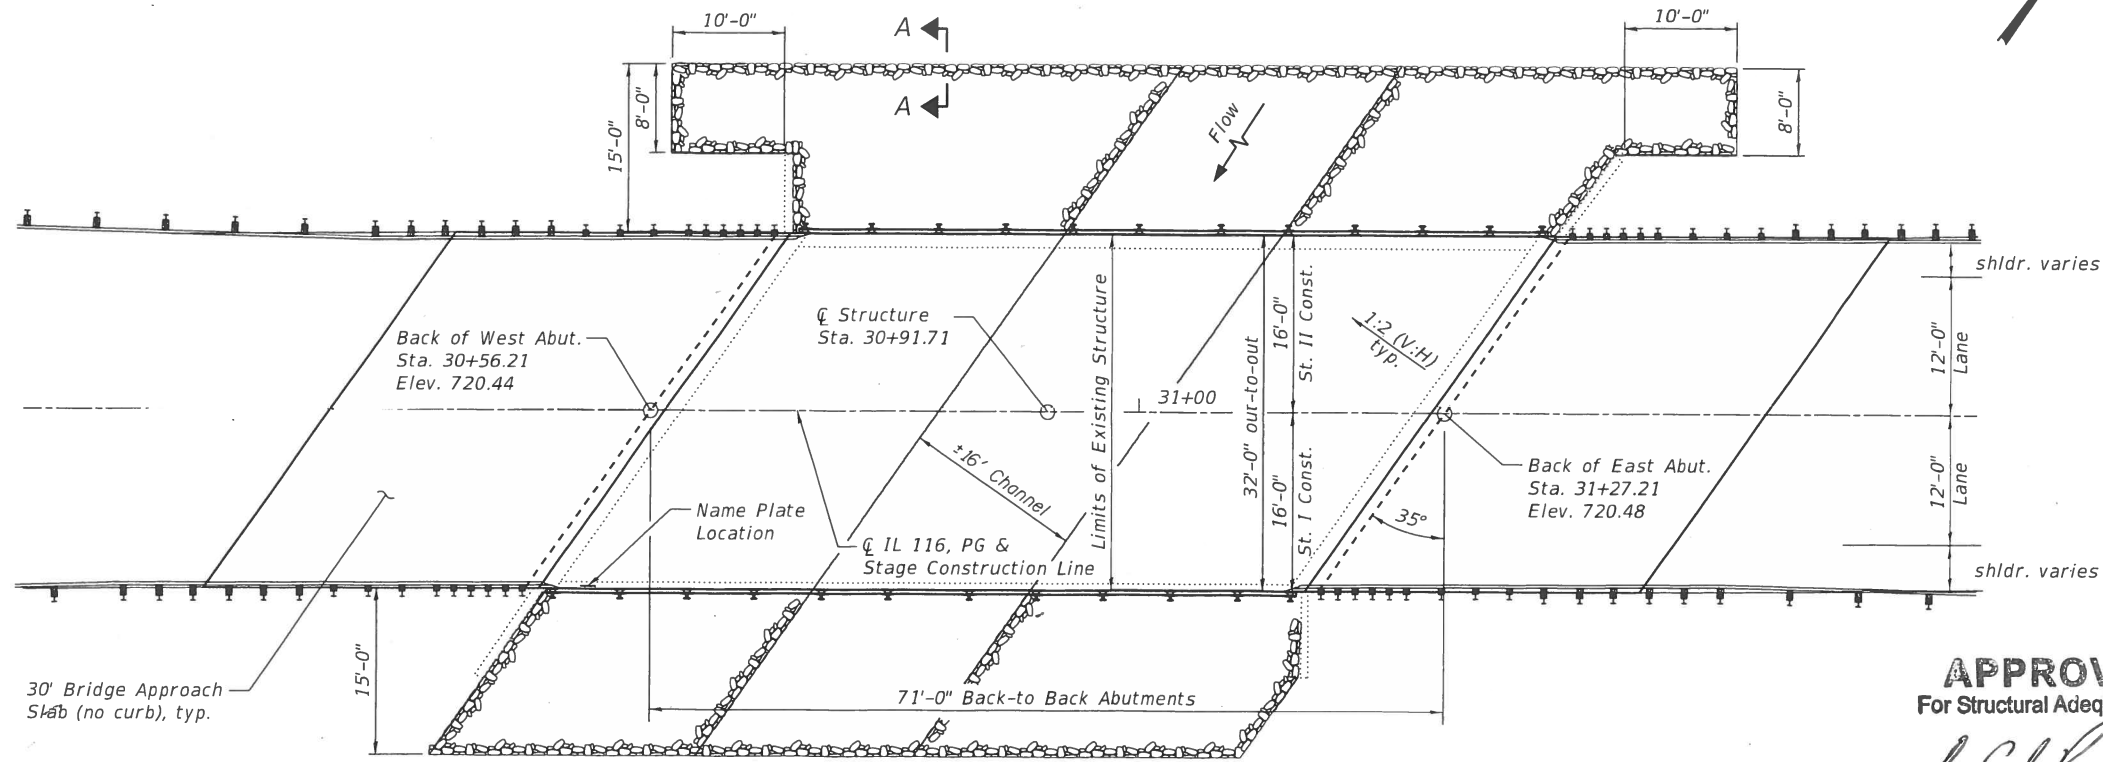 10'-0"
A
10'-0"
A
15'-0"
8'-0"
8'-0"
Flow
shldr. varies
Back of West Abut.
Sta. 30+56.21
Elev. 720.44
℄ Structure
Sta. 30+91.71
Limits of Existing Structure
32'-0" our-to-out
16'-0"
St. II Const.
1:2 (V:H)
typ.
12'-0"
Lane
31+00
±16' Channel
16'-0"
St. I Const.
Back of East Abut.
Sta. 31+27.21
Elev. 720.48
12'-0"
Lane
35°
Name Plate
Location
℄ IL 116, PG &
Stage Construction Line
shldr. varies
15'-0"
30' Bridge Approach
Slab (no curb), typ.
71'-0" Back-to Back Abutments
APPROV
For Structural Adeq